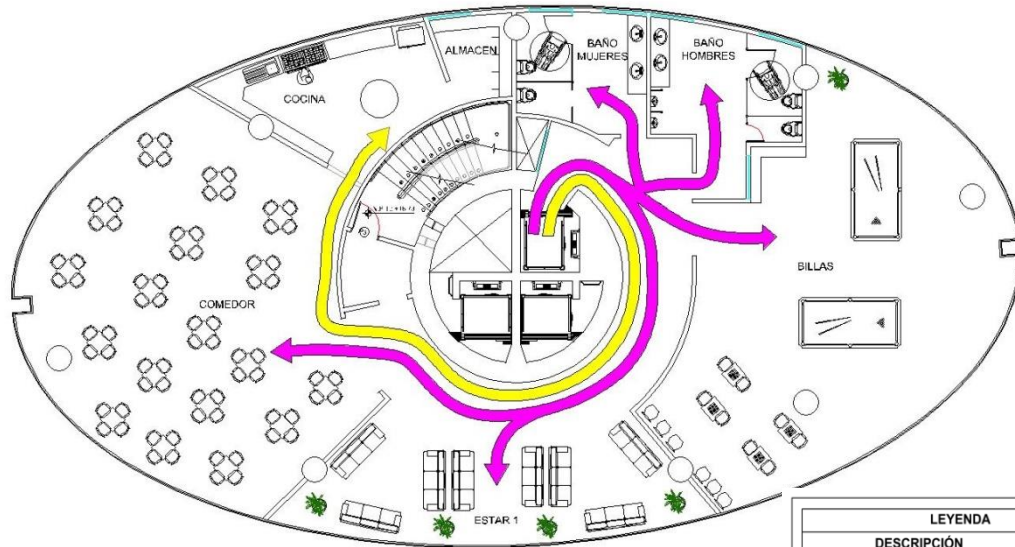 ALMACEN
BAÑO
MUJERES
BAÑO
HOMBRES
COCINA
BILLAS
COMEDOR
ESTAR 1
LEYENDA
DESCRIPCIÓN